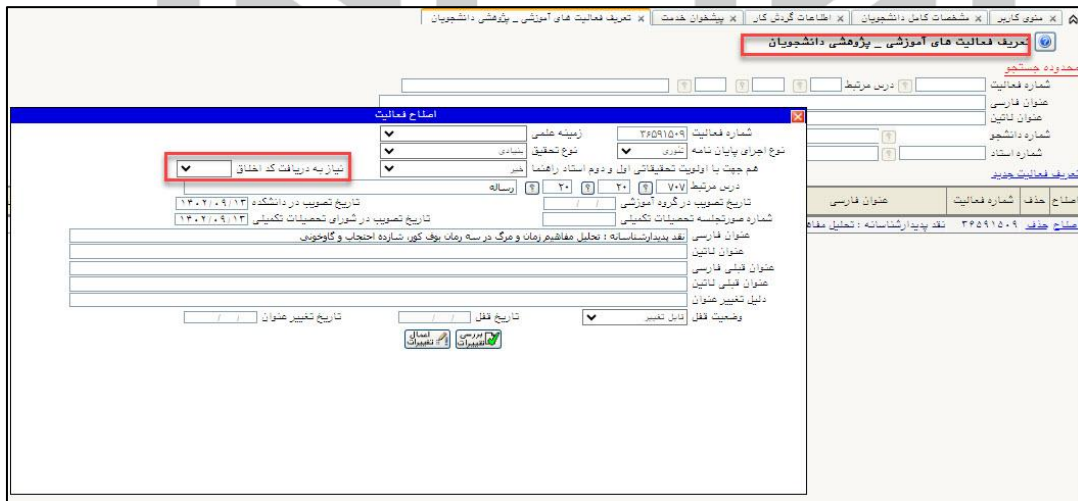 منوی کاربر × مشخصات کامل دانشجویان × اطلاعات گردش کار × پیشخوان خدمت × تعریف فعالیت های آموزشی _ پژوهشی دانشجویان ×
تعریف فعالیت های آموزشی _ پژوهشی دانشجویان
محدوده جستجو
شماره فعالیت درس مرتبط
عنوان فارسی
عنوان لاتین
شماره دانشجو
شماره استاد
تعریف فعالیت جدید
اصلاح حذف شماره فعالیت عنوان فارسی
اصلاح حذف ۳۶۵۹۱۵۰۹ نقد پدیدارشناسانه : تحلیل مفاه
اصلاح فعالیت
شماره فعالیت ۳۶۵۹۱۵۰۹ زمینه علمی
نوع اجرای پایان نامه تئوری نوع تحقیق بنیادی
هم جهت با اولویت تحقیقاتی اول و دوم استاد راهنما خیر نیاز به دریافت کد اخلاق
درس مرتبط ۷۰۷ ۲۰ ۲۰ رساله
تاریخ تصویب در گروه آموزشی / / تاریخ تصویب در دانشکده ۱۴۰۲/۰۹/۱۳
شماره صورتجلسه تحصیلات تکمیلی تاریخ تصویب در شورای تحصیلات تکمیلی ۱۴۰۲/۰۹/۱۳
عنوان فارسی نقد پدیدارشناسانه : تحلیل مفاهیم زمان و مرگ در سه رمان بوف کور، شازده احتجاب و گاوخونی
عنوان لاتین
عنوان قبلی فارسی
عنوان قبلی لاتین
دلیل تغییر عنوان
وضعیت قفل قابل تغییر تاریخ قفل / / تاریخ تغییر عنوان / /
بررسی تغییرات اعمال تغییرات